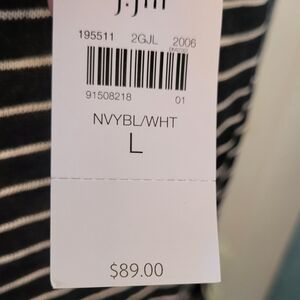 j.jill
195511 2GJL 2006
91508218 01
NVYBL/WHT
L
$89.00